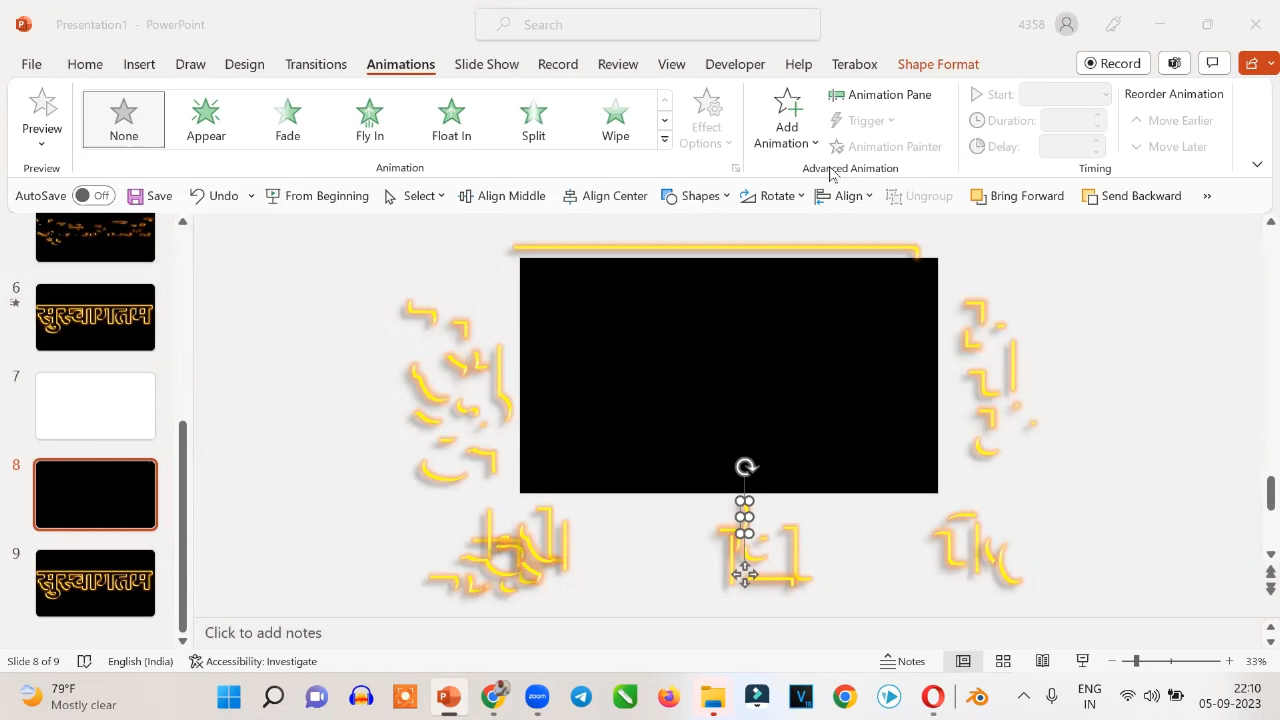 Presentation1 - PowerPoint
Search
4358
File Home Insert Draw Design Transitions Animations Slide Show Record Review View Developer Help Terabox Shape Format
Record
Preview
None Appear Fade Fly In Float In Split Wipe
Effect Options
Add Animation
Animation Pane
Trigger
Animation Painter
Start:
Duration:
Delay:
Reorder Animation
Move Earlier
Move Later
Preview Animation Advanced Animation Timing
AutoSave Off Save Undo From Beginning Select Align Middle Align Center Shapes Rotate Align Ungroup Bring Forward Send Backward
6
सुस्वागतम
7
8
9
सुस्वागतम
Click to add notes
Slide 8 of 9 English (India) Accessibility: Investigate Notes 33%
79°F
Mostly clear
zoom
ENG
IN
22:10
05-09-2023